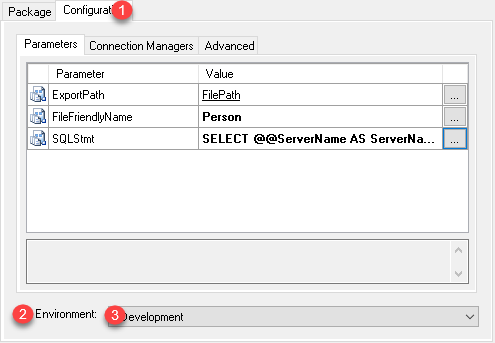 Package Configurat 1
Parameters Connection Managers Advanced
Parameter Value
ExportPath FilePath ...
FileFriendlyName Person ...
SQLStmt SELECT @@ServerName AS ServerNa... ...
2 Environment: 3 Development